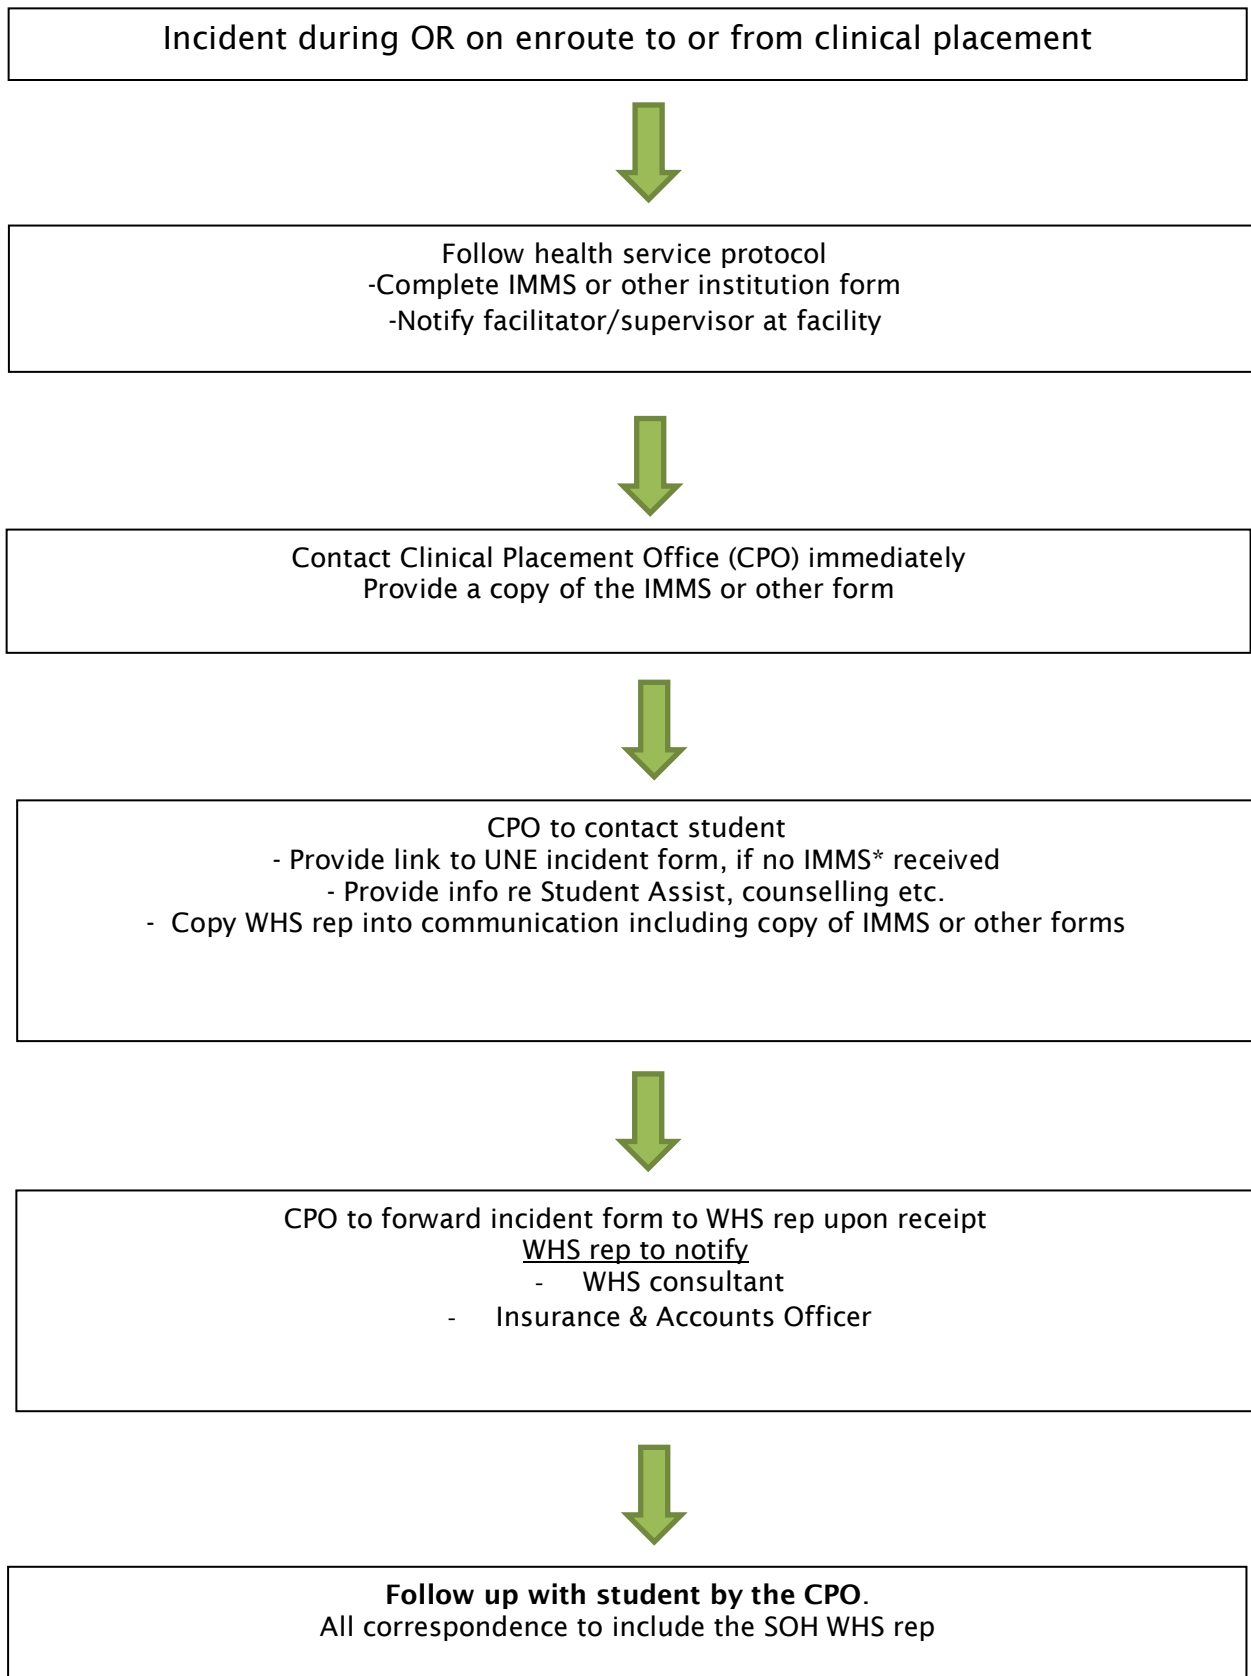 Incident during OR on enroute to or from clinical placement
Follow health service protocol
-Complete IMMS or other institution form
-Notify facilitator/supervisor at facility
Contact Clinical Placement Office (CPO) immediately
Provide a copy of the IMMS or other form
CPO to contact student
- Provide link to UNE incident form, if no IMMS* received
- Provide info re Student Assist, counselling etc.
- Copy WHS rep into communication including copy of IMMS or other forms
CPO to forward incident form to WHS rep upon receipt
WHS rep to notify
- WHS consultant
- Insurance & Accounts Officer
Follow up with student by the CPO.
All correspondence to include the SOH WHS rep